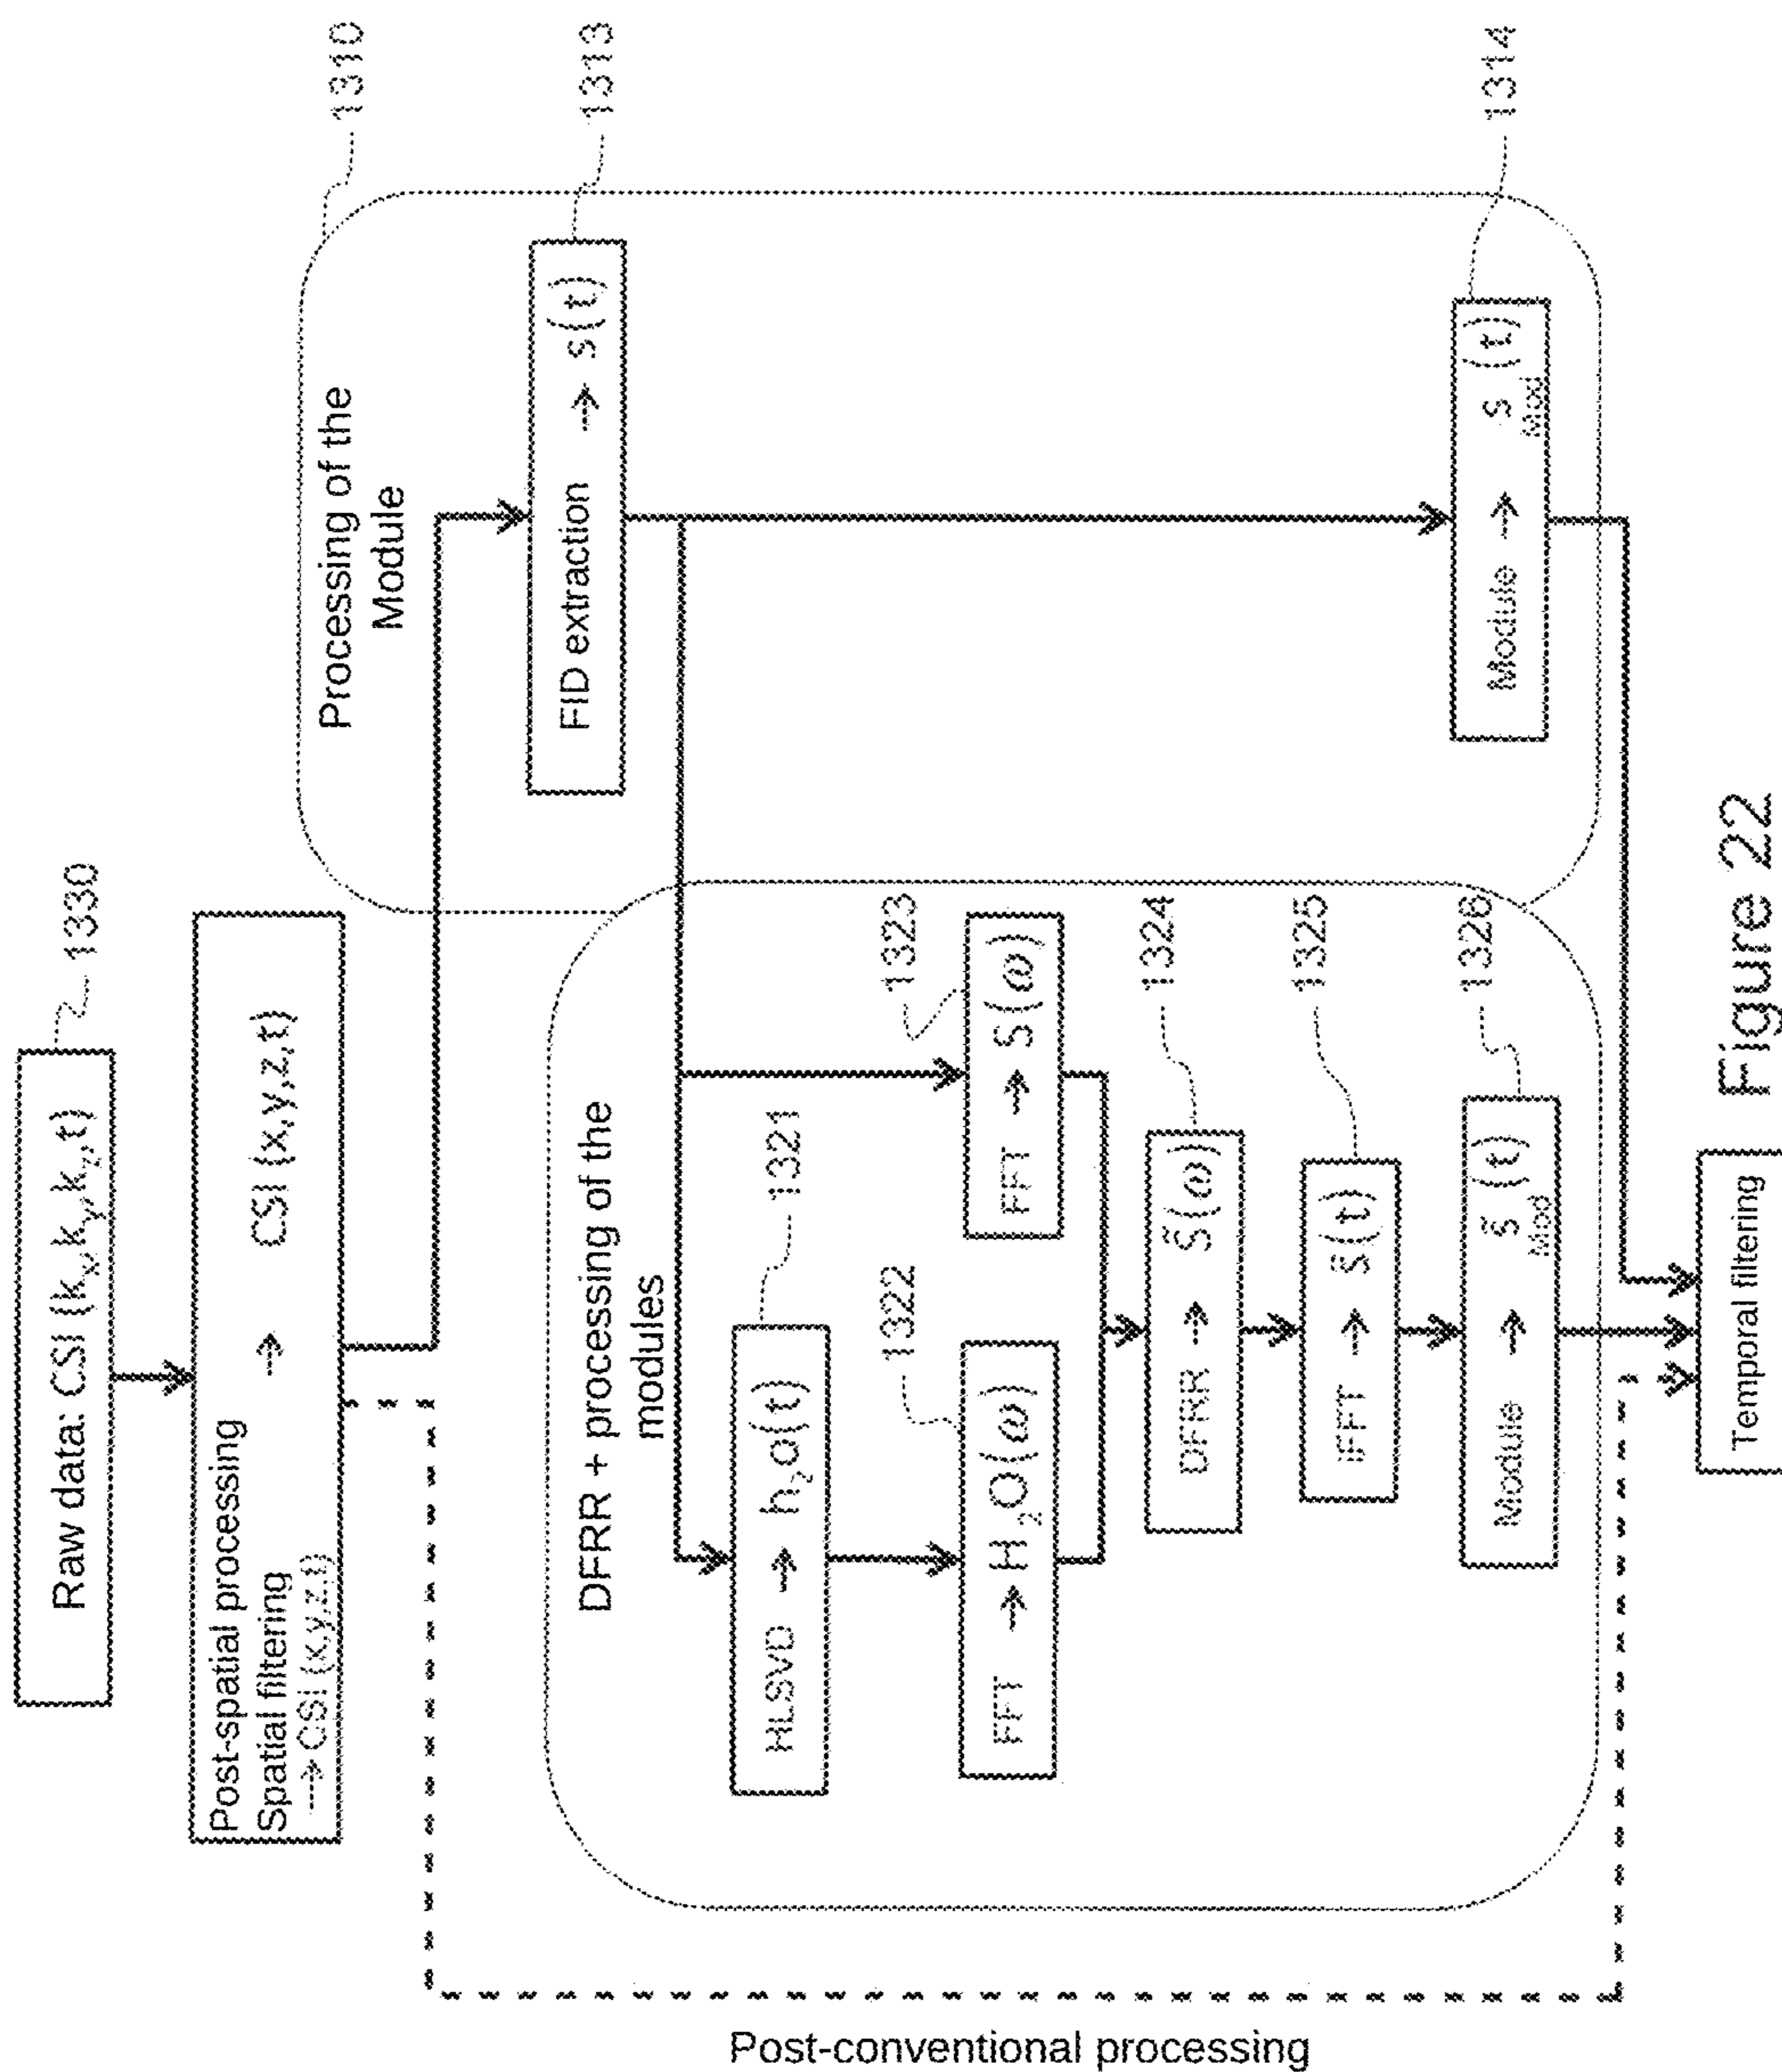 1330
Raw data: CSI (kx,ky,kz,t)
Post-spatial processing
Spatial filtering
→ CSI (x,y,z,t)
→ CSI (x,y,z,t)
1310
Processing of the
Module
1313
FID extraction → s(t)
DFRR + processing of the
modules
1321
HLSVD → h₂o(t)
1322
FFT → H₂O(ω)
1323
FFT → S(ω)
1324
DFRR → S̃(ω)
1325
IFFT → s̃(t)
1326
Module → s̃Mod(t)
1314
Module → sMod(t)
Temporal filtering
Post-conventional processing
Figure 22